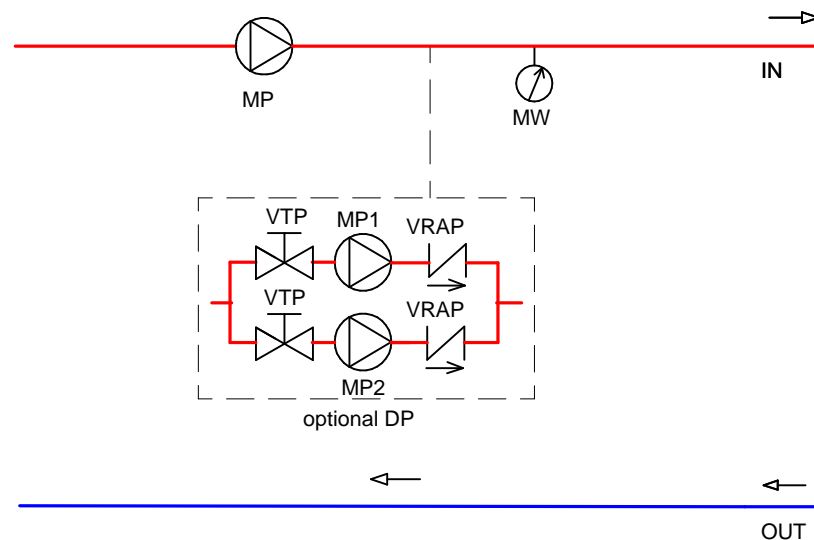 IN
MP
MW
VTP
MP1
VRAP
VTP
VRAP
MP2
optional DP
OUT